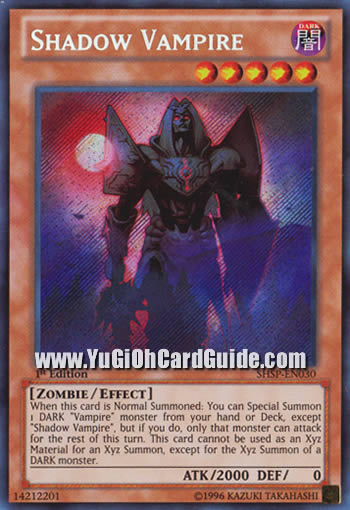 SHADOW VAMPIRE
DARK
闇
www.YuGiOhCardGuide.com
1st Edition
SHSP-EN030
[ZOMBIE/EFFECT]
When this card is Normal Summoned: You can Special Summon
1 DARK "Vampire" monster from your hand or Deck, except
"Shadow Vampire", but if you do, only that monster can attack
for the rest of this turn. This card cannot be used as an Xyz
Material for an Xyz Summon, except for the Xyz Summon of a
DARK monster.
ATK/2000 DEF/ 0
14212201
©1996 KAZUKI TAKAHASHI